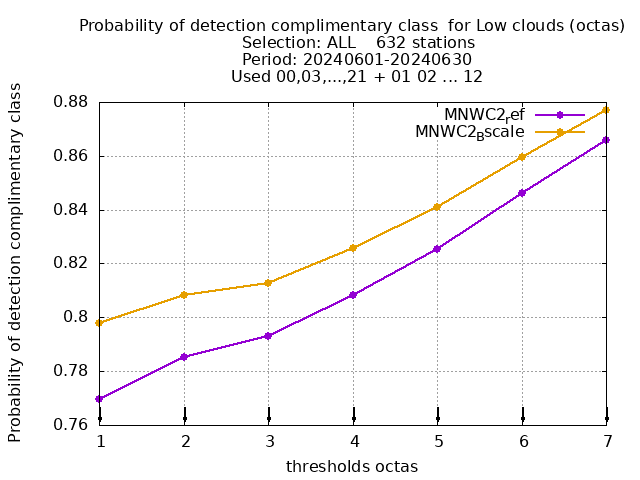 Probability of detection complimentary class  for Low clouds (octas)
Selection: ALL    632 stations
Period: 20240601-20240630
Used 00,03,...,21 + 01 02 ... 12
Probability of detection complimentary class
0.88
0.86
0.84
0.82
0.8
0.78
0.76
MNWC2ref
MNWC2Bscale
1 2 3 4 5 6 7
thresholds octas